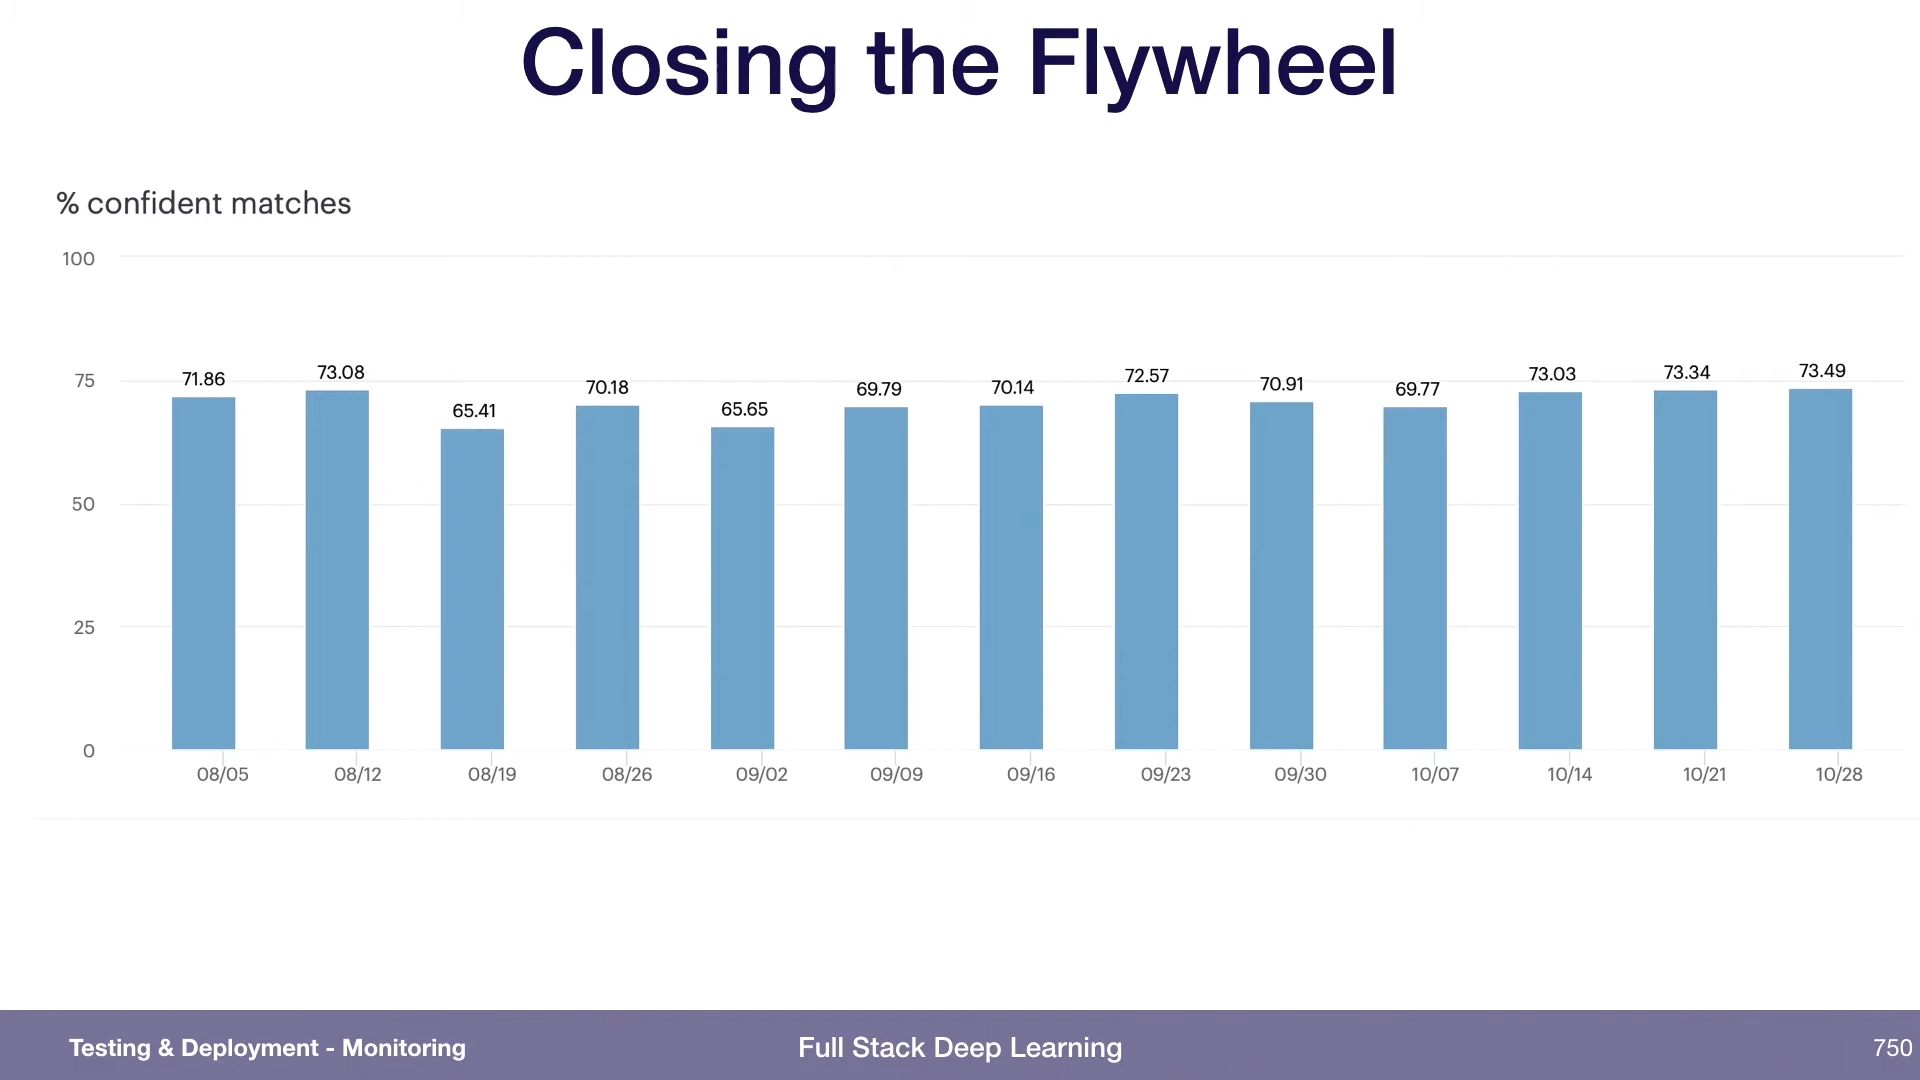 Closing the Flywheel
% confident matches
100
75
50
25
0
71.86 73.08 65.41 70.18 65.65 69.79 70.14 72.57 70.91 69.77 73.03 73.34 73.49
08/05 08/12 08/19 08/26 09/02 09/09 09/16 09/23 09/30 10/07 10/14 10/21 10/28
Testing & Deployment - Monitoring Full Stack Deep Learning 750